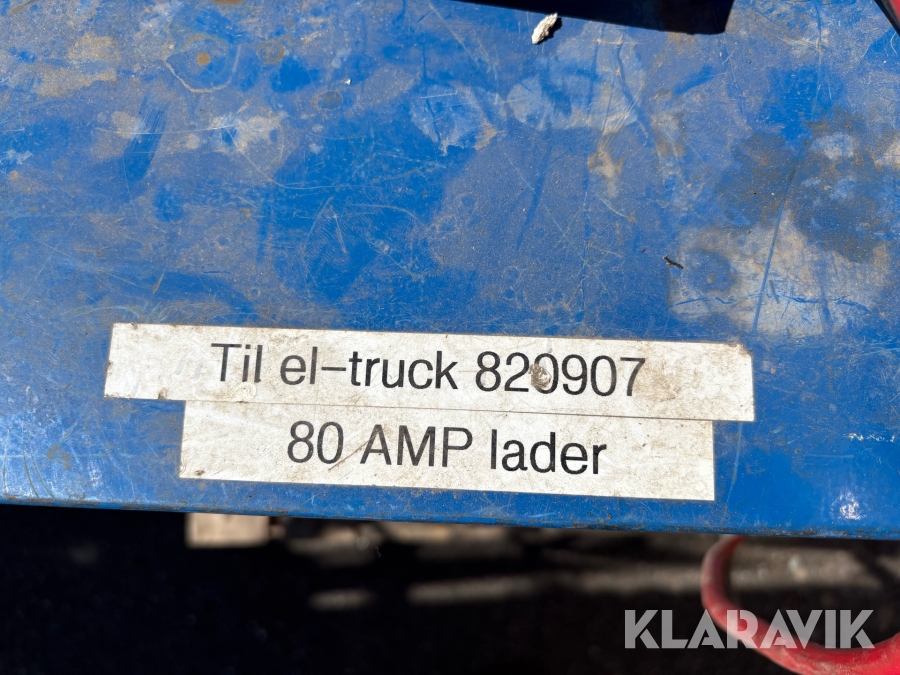 Til el-truck 820907
80 AMP lader
KLARAVIK